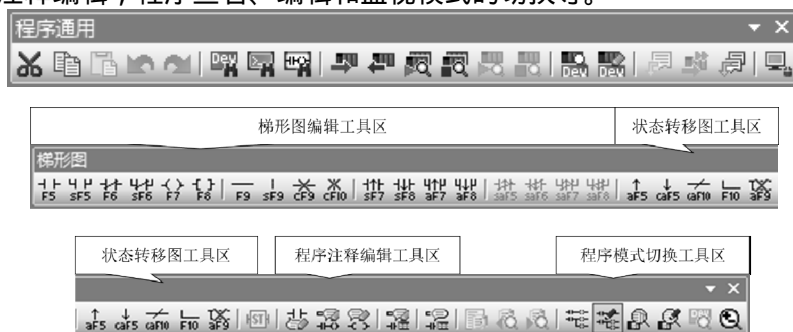 程序通用
Dev
Dev Dev
梯形图编辑工具区 状态转移图工具区
梯形图
F5 sF5 F6 sF6 F7 F8 F9 sF9 cF9 cF10 sF7 sF8 aF7 aF8 saF5 saF6 saF7 saF8 aF5 caF5 caF10 F10 aF9
状态转移图工具区 程序注释编辑工具区 程序模式切换工具区
aF5 caF5 caF10 F10 aF9 ST